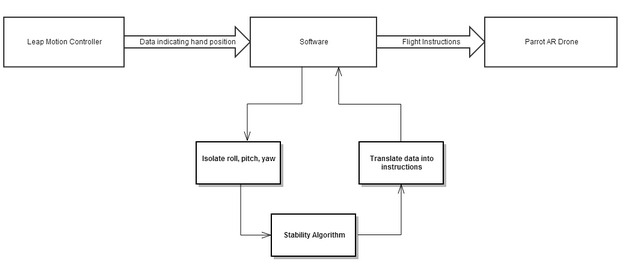 Leap Motion Controller
Data indicating hand position
Software
Flight Instructions
Parrot AR Drone
Isolate roll, pitch, yaw
Translate data into
instructions
Stability Algorithm